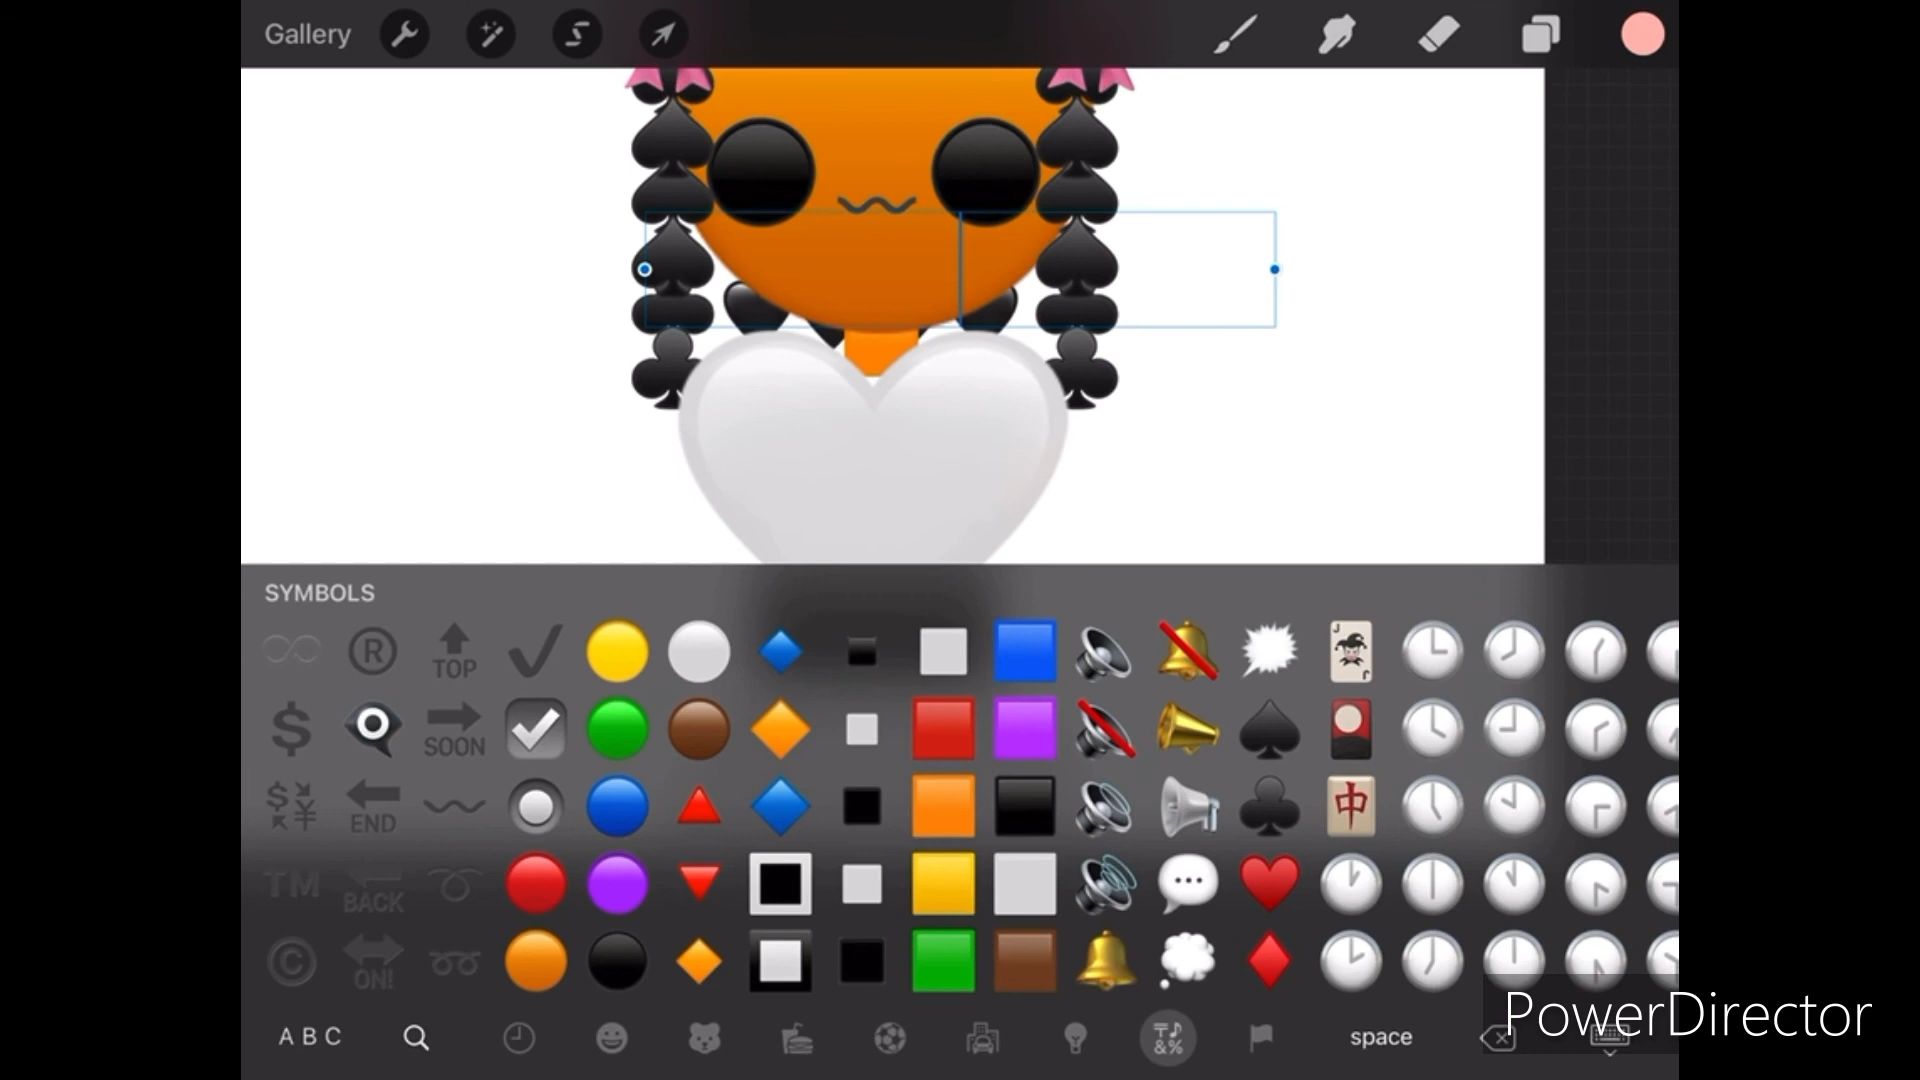 Gallery
SYMBOLS
®
TOP
$
SOON
$ ¥
END
TM
BACK
©
ON!
J
J
中
ABC
&%
space
PowerDirector